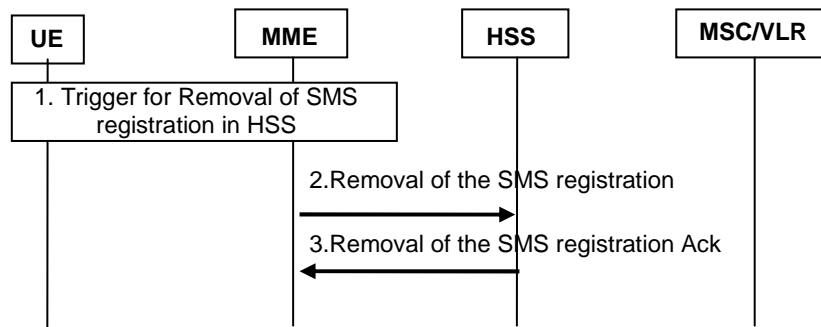 UE
MME
HSS
MSC/VLR
1. Trigger for Removal of SMS
registration in HSS
2.Removal of the SMS registration
3.Removal of the SMS registration Ack